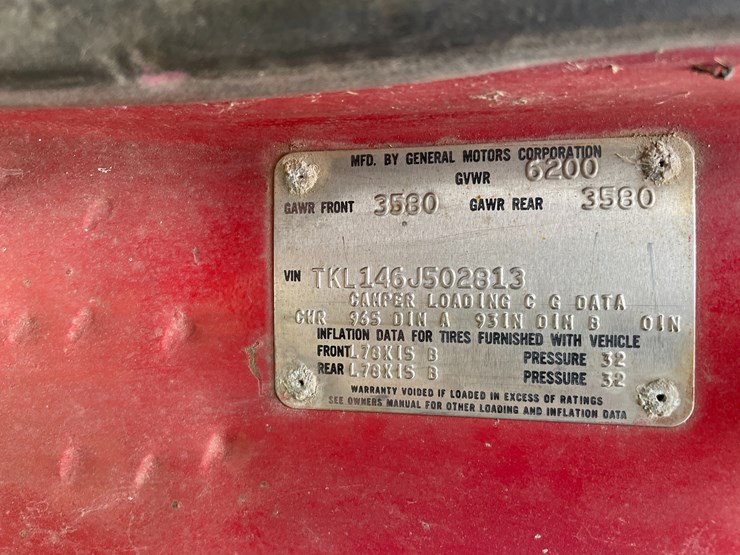 MFD. BY GENERAL MOTORS CORPORATION
GVWR 6200
GAWR FRONT 3580 GAWR REAR 3580
VIN TKL146J502813
CAMPER LOADING C G DATA
CWR 965 DIM A 93IN DIM B 0IN
INFLATION DATA FOR TIRES FURNISHED WITH VEHICLE
FRONT L78X15 B PRESSURE 32
REAR L78X15 B PRESSURE 32
WARRANTY VOIDED IF LOADED IN EXCESS OF RATINGS
SEE OWNERS MANUAL FOR OTHER LOADING AND INFLATION DATA